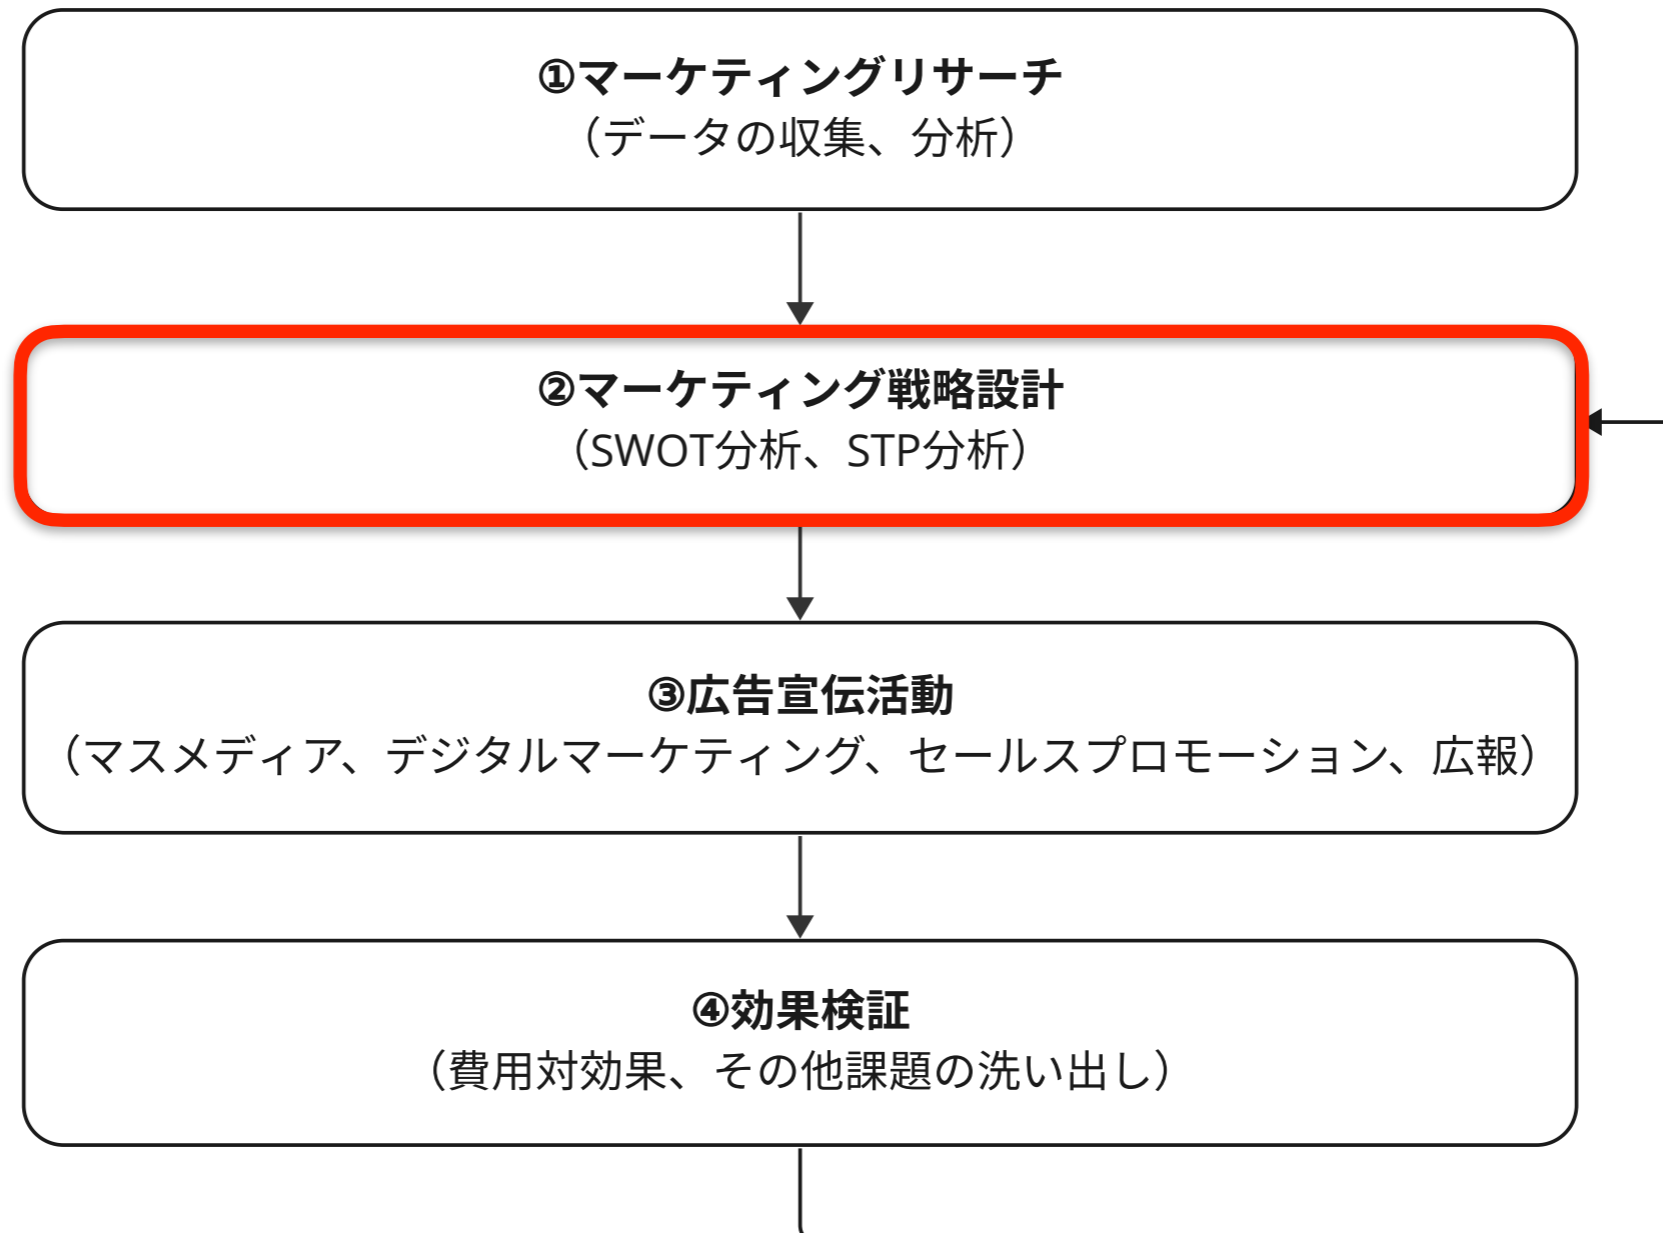 ①マーケティングリサーチ
（データの収集、分析）
②マーケティング戦略設計
（SWOT分析、STP分析）
③広告宣伝活動
（マスメディア、デジタルマーケティング、セールスプロモーション、広報）
④効果検証
（費用対効果、その他課題の洗い出し）